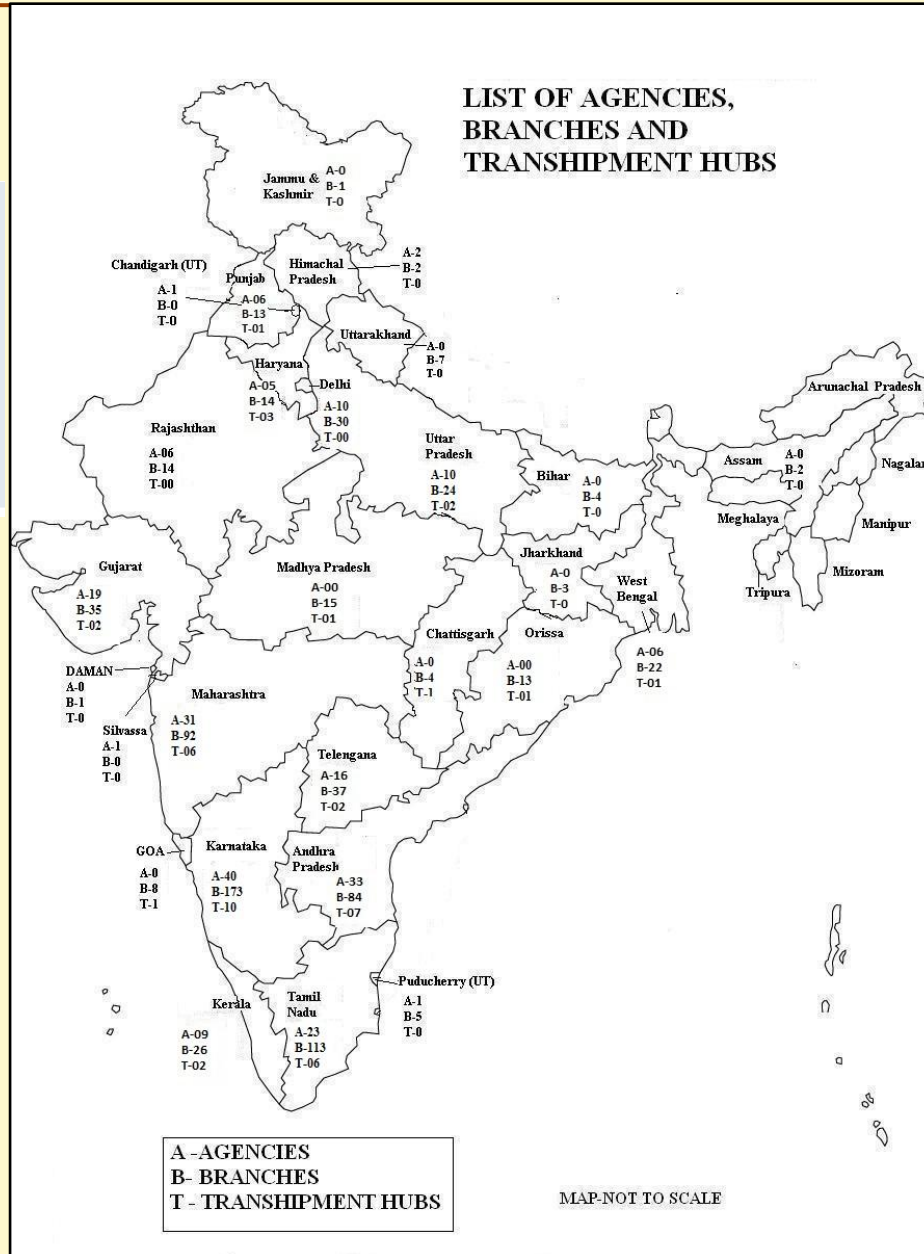 LIST OF AGENCIES,
BRANCHES AND
TRANSHIPMENT HUBS
Jammu &
Kashmir
A-0
B-1
T-0
Chandigarh (UT)
A-1
B-0
T-0
Punjab
A-06
B-13
T-01
Himachal
Pradesh
A-2
B-2
T-0
Uttarakhand
A-0
B-7
T-0
Haryana
A-05
B-14
T-03
Delhi
A-10
B-30
T-00
Rajashthan
A-06
B-14
T-00
Uttar
Pradesh
A-10
B-24
T-02
Bihar
A-0
B-4
T-0
Arunachal Pradesh
Assam
A-0
B-2
T-0
Nagalan
Meghalaya
Manipur
Mizoram
Tripura
Gujarat
A-19
B-35
T-02
Madhya Pradesh
A-00
B-15
T-01
Jharkhand
A-0
B-3
T-0
West
Bengal
A-06
B-22
T-01
Chattisgarh
A-0
B-4
T-1
Orissa
A-00
B-13
T-01
DAMAN
A-0
B-1
T-0
Silvassa
A-1
B-0
T-0
Maharashtra
A-31
B-92
T-06
Telengana
A-16
B-37
T-02
GOA
A-0
B-8
T-1
Karnataka
A-40
B-173
T-10
Andhra
Pradesh
A-33
B-84
T-07
Kerala
A-09
B-26
T-02
Tamil
Nadu
A-23
B-113
T-06
Puducherry (UT)
A-1
B-5
T-0
A -AGENCIES
B- BRANCHES
T - TRANSHIPMENT HUBS
MAP-NOT TO SCALE